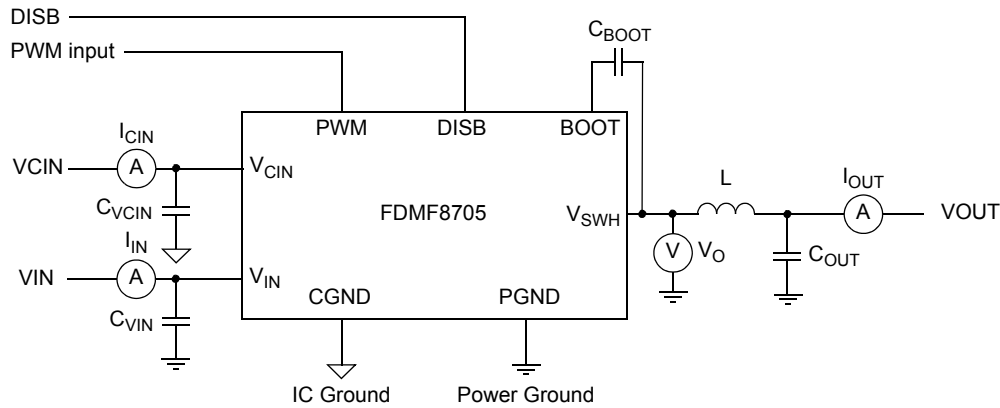 DISB
PWM input
CBOOT
PWM
DISB
BOOT
ICIN
A
VCIN
VCIN
CVCIN
FDMF8705
L
IOUT
A
VSWH
VOUT
V
VO
COUT
IIN
A
VIN
VIN
CVIN
CGND
PGND
IC Ground
Power Ground